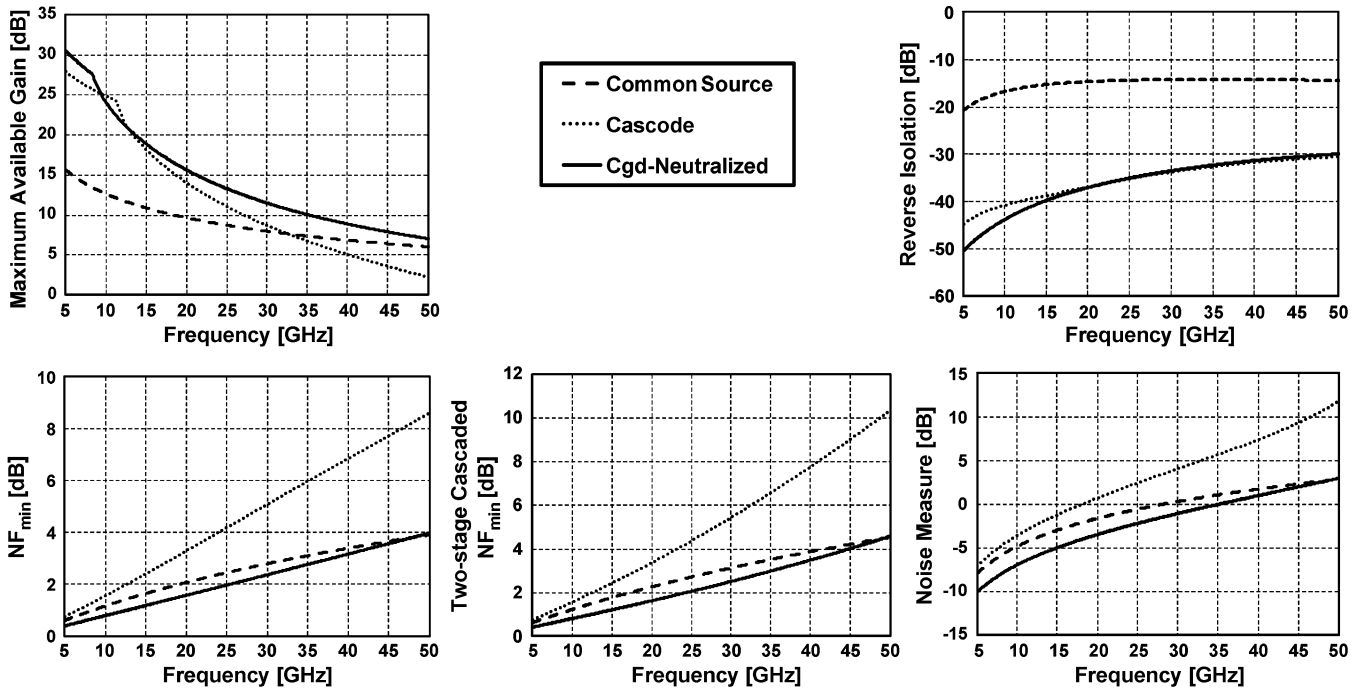 Maximum Available Gain [dB]
35
30
25
20
15
10
5
0
5 10 15 20 25 30 35 40 45 50
Frequency [GHz]
Common Source
Cascode
Cgd-Neutralized
Reverse Isolation [dB]
0
-10
-20
-30
-40
-50
-60
5 10 15 20 25 30 35 40 45 50
Frequency [GHz]
NFmin [dB]
10
8
6
4
2
0
5 10 15 20 25 30 35 40 45 50
Frequency [GHz]
Two-stage Cascaded
NFmin [dB]
12
10
8
6
4
2
0
5 10 15 20 25 30 35 40 45 50
Frequency [GHz]
Noise Measure [dB]
15
10
5
0
-5
-10
-15
5 10 15 20 25 30 35 40 45 50
Frequency [GHz]